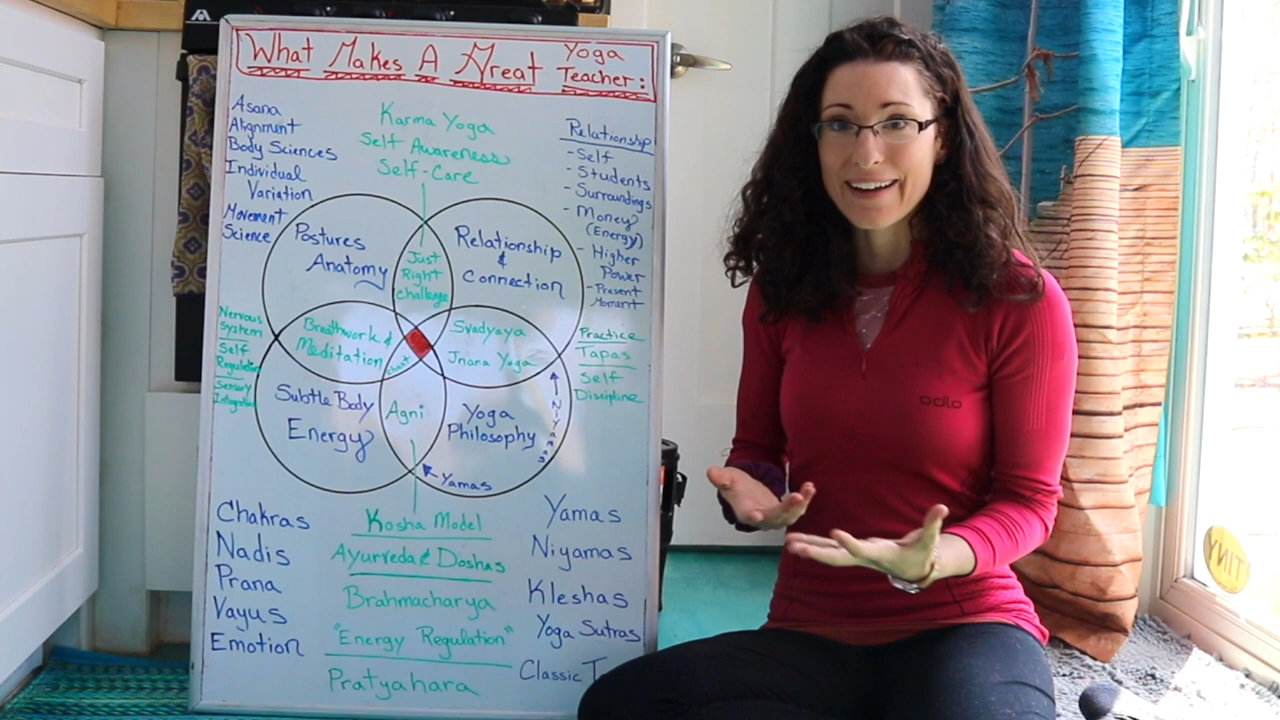 What Makes A Great Yoga Teacher:
Asana
Alignment
Body Sciences
Individual
Variation
Movement
Science
Karma Yoga
Self Awareness
Self-Care
Relationship
- Self
- Students
- Surroundings
- Money
(Energy)
- Higher
Power
- Present
Moment
Postures
Anatomy
Just
Right
Challenge
Relationship
&
Connection
Nervous
System
Self
Regulation
Sensory
Integration
Breathwork &
Meditation
Svadyaya
Jnana Yoga
Practice
Tapas
Self
Discipline
Subtle Body
Energy
Agni
Yoga
Philosophy
Niyamas
Yamas
Chakras
Nadis
Prana
Vayus
Emotion
Kosha Model
Ayurveda & Doshas
Brahmacharya
"Energy Regulation"
Pratyahara
Yamas
Niyamas
Kleshas
Yoga Sutras
Classic T
odlo
TINY